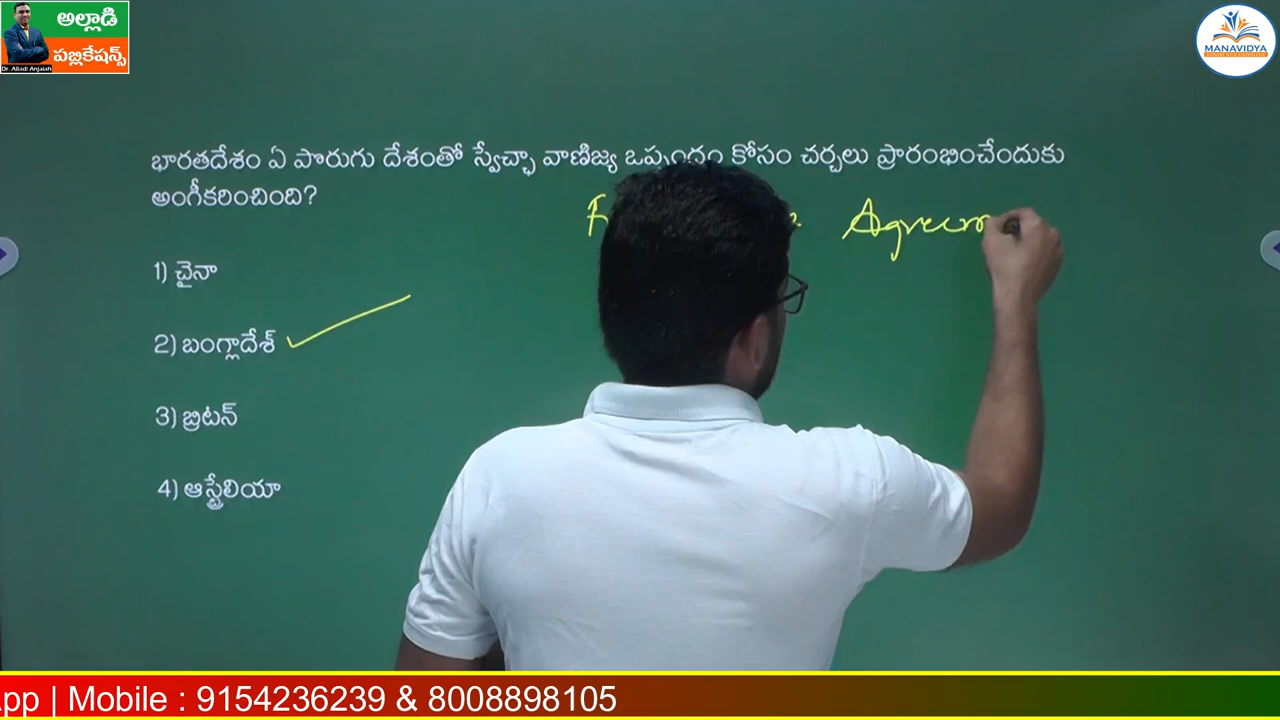 అల్లాడి
పబ్లికేషన్స్
Dr. Alladi Anjaiah
MANAVIDYA
భారతదేశం ఏ పొరుగు దేశంతో స్వేచ్ఛా వాణిజ్య ఒప్పందం కోసం చర్చలు ప్రారంభించేందుకు
అంగీకరించింది?
1) చైనా
2) బంగ్లాదేశ్
3) బ్రిటన్
4) ఆస్ట్రేలియా
App | Mobile : 9154236239 & 8008898105